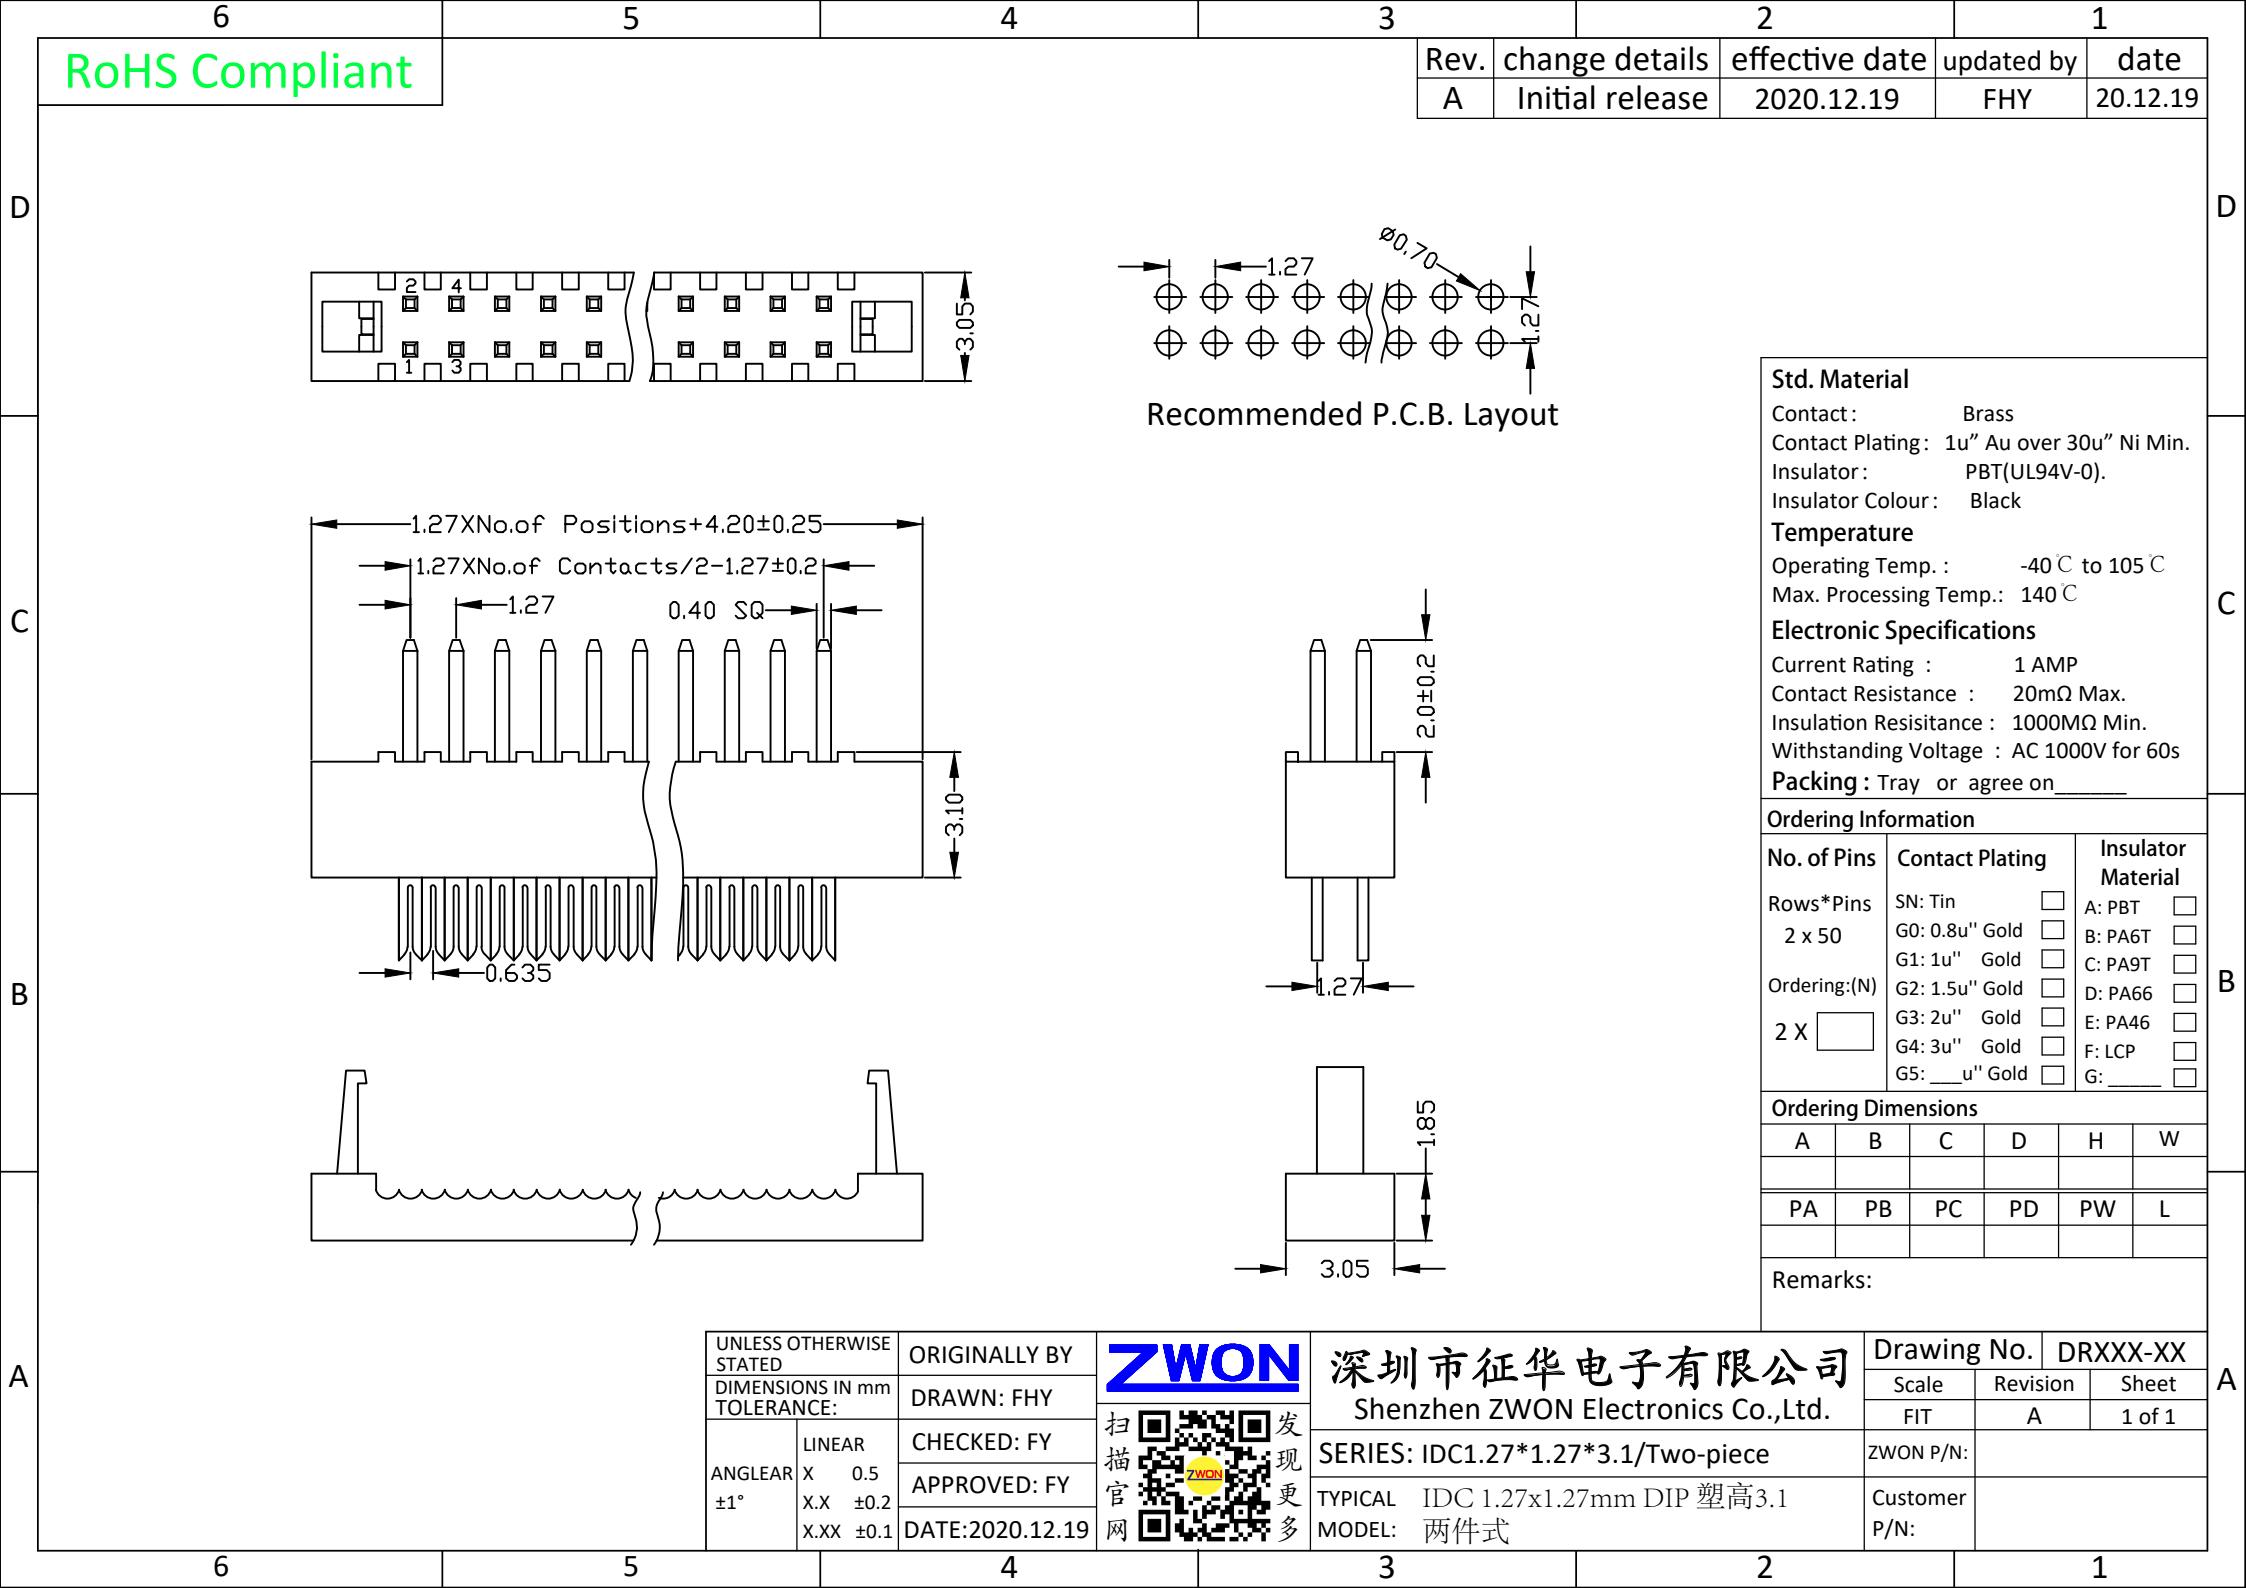 6 5 4 3 2 1
RoHS Compliant
Rev. change details effective date updated by date
A Initial release 2020.12.19 FHY 20.12.19
D D
2 4
1 3
3.05
1.27
ø0.70
1.27
Recommended P.C.B. Layout
1.27XNo.of Positions+4.20±0.25
1.27XNo.of Contacts/2-1.27±0.2
1.27
0.40 SQ
3.10
0.635
2.0±0.2
1.27
1.85
3.05
C C
B B
A A
Std. Material
Contact: Brass
Contact Plating: 1u” Au over 30u” Ni Min.
Insulator: PBT(UL94V-0).
Insulator Colour: Black
Temperature
Operating Temp. : -40℃ to 105℃
Max. Processing Temp.: 140℃
Electronic Specifications
Current Rating : 1 AMP
Contact Resistance : 20mΩ Max.
Insulation Resisitance : 1000MΩ Min.
Withstanding Voltage : AC 1000V for 60s
Packing : Tray or agree on______
Ordering Information
No. of Pins
Rows*Pins
2 x 50
Ordering:(N)
2 X
Contact Plating
SN: Tin
G0: 0.8u'' Gold
G1: 1u'' Gold
G2: 1.5u'' Gold
G3: 2u'' Gold
G4: 3u'' Gold
G5: ___u'' Gold
Insulator
Material
A: PBT
B: PA6T
C: PA9T
D: PA66
E: PA46
F: LCP
G: _____
Ordering Dimensions
A B C D H W
PA PB PC PD PW L
Remarks:
UNLESS OTHERWISE
STATED
DIMENSIONS IN mm
TOLERANCE:
ANGLEAR
±1°
LINEAR
X 0.5
X.X ±0.2
X.XX ±0.1
ORIGINALLY BY
DRAWN: FHY
CHECKED: FY
APPROVED: FY
DATE:2020.12.19
ZWON
扫描官网
ZWON
发现更多
深圳市征华电子有限公司
Shenzhen ZWON Electronics Co.,Ltd.
SERIES: IDC1.27*1.27*3.1/Two-piece
TYPICAL MODEL: IDC 1.27x1.27mm DIP 塑高3.1
两件式
Drawing No. DRXXX-XX
Scale Revision Sheet
FIT A 1 of 1
ZWON P/N:
Customer
P/N:
6 5 4 3 2 1